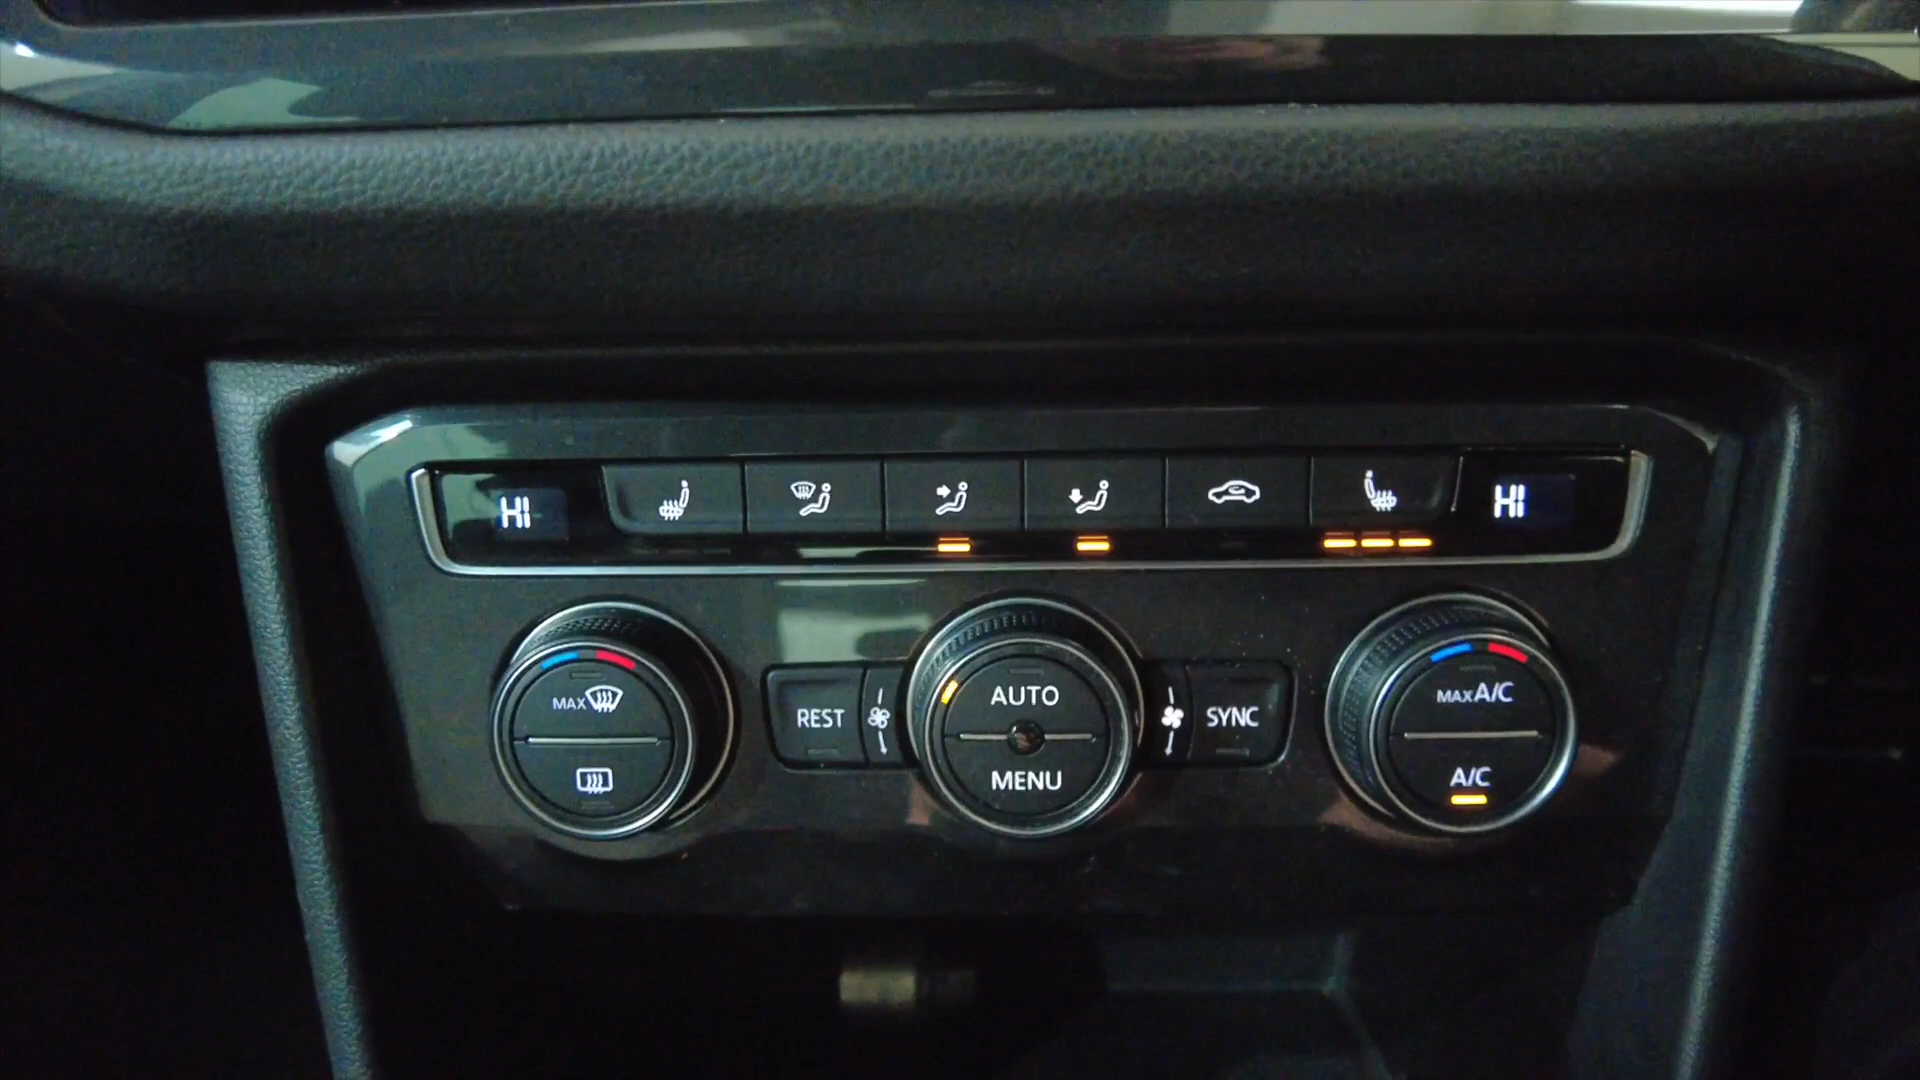 HI
HI
MAX
REST
AUTO
MENU
SYNC
MAX A/C
A/C